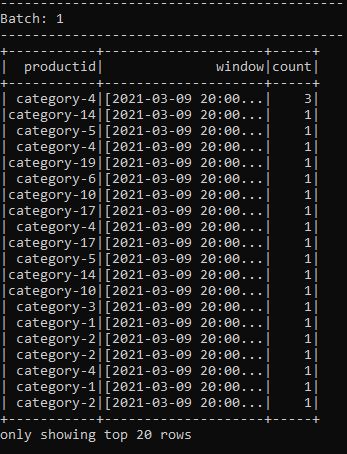 -------------------------------------------
Batch: 1
-------------------------------------------
+-----------+--------------------+-----+
|  productid|              window|count|
+-----------+--------------------+-----+
| category-4|[2021-03-09 20:00...|    3|
|category-14|[2021-03-09 20:00...|    1|
| category-5|[2021-03-09 20:00...|    1|
| category-4|[2021-03-09 20:00...|    1|
|category-19|[2021-03-09 20:00...|    1|
| category-6|[2021-03-09 20:00...|    1|
|category-10|[2021-03-09 20:00...|    1|
|category-17|[2021-03-09 20:00...|    1|
| category-4|[2021-03-09 20:00...|    1|
|category-17|[2021-03-09 20:00...|    1|
| category-5|[2021-03-09 20:00...|    1|
|category-14|[2021-03-09 20:00...|    1|
|category-10|[2021-03-09 20:00...|    1|
| category-3|[2021-03-09 20:00...|    1|
| category-1|[2021-03-09 20:00...|    1|
| category-2|[2021-03-09 20:00...|    1|
| category-2|[2021-03-09 20:00...|    1|
| category-4|[2021-03-09 20:00...|    1|
| category-1|[2021-03-09 20:00...|    1|
| category-2|[2021-03-09 20:00...|    1|
+-----------+--------------------+-----+
only showing top 20 rows